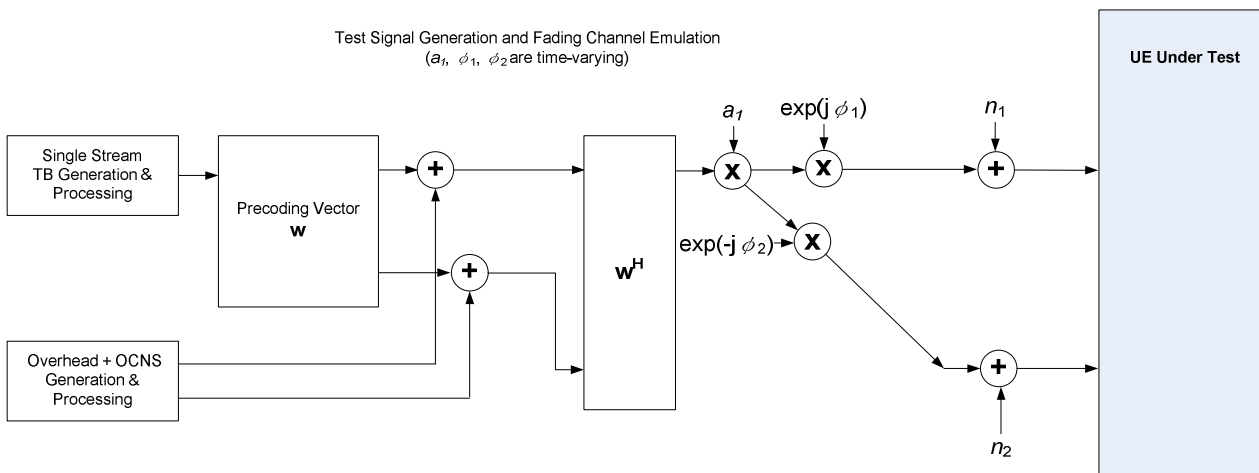 Test Signal Generation and Fading Channel Emulation
(a1, ϕ1, ϕ2 are time-varying)
UE Under Test
a1
exp(j ϕ1)
n1
Single Stream
TB Generation &
Processing
Precoding Vector
w
+
x
x
+
exp(-j ϕ2)
x
+
wH
Overhead + OCNS
Generation &
Processing
+
n2